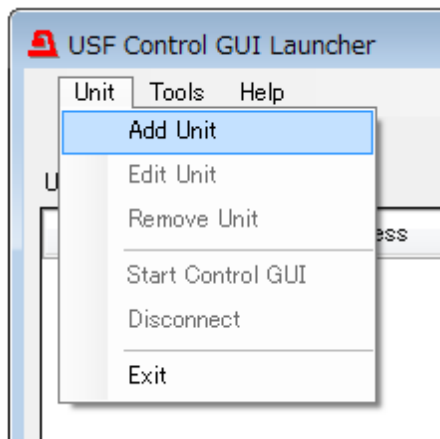 USF Control GUI Launcher
Unit Tools Help
Add Unit
Edit Unit
Remove Unit
Start Control GUI
Disconnect
Exit